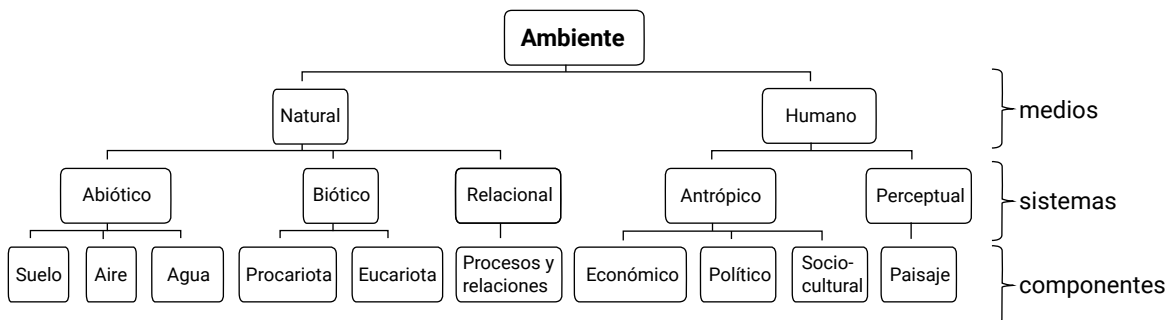 Ambiente
Natural
Humano
medios
Abiótico
Biótico
Relacional
Antrópico
Perceptual
sistemas
Suelo
Aire
Agua
Procariota
Eucariota
Procesos y
relaciones
Económico
Político
Socio-
cultural
Paisaje
componentes